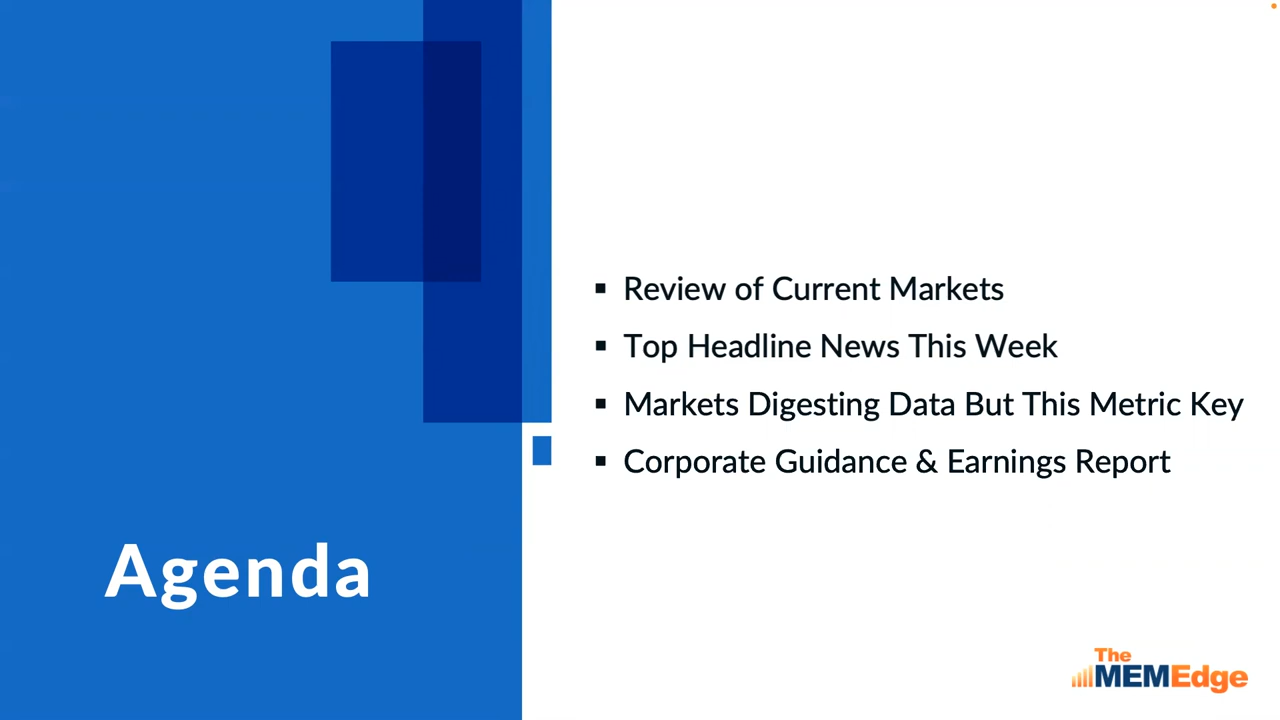 Agenda
▪ Review of Current Markets
▪ Top Headline News This Week
▪ Markets Digesting Data But This Metric Key
▪ Corporate Guidance & Earnings Report
The
MEMEdge